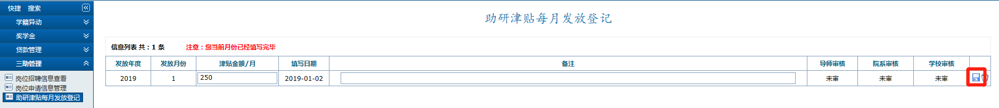 快捷 搜索
学籍异动
奖学金
贷款管理
三助管理
岗位招聘信息查看
岗位申请信息管理
助研津贴每月发放登记
助研津贴每月发放登记
信息列表 共：1 条 注意：您当前月份已经填写完毕
发放年度 发放月份 津贴金额/月 填写日期 备注 导师审核 院系审核 学校审核
2019 1 250 2019-01-02 未审 未审 未审